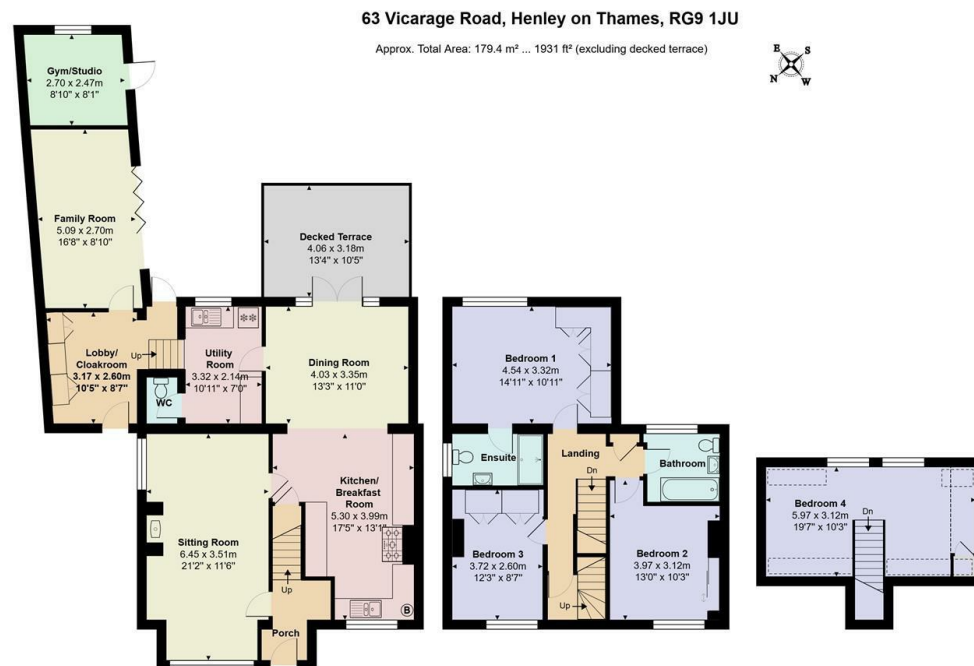 63 Vicarage Road, Henley on Thames, RG9 1JU
Approx. Total Area: 179.4 m² ... 1931 ft² (excluding decked terrace)
E S
N W
Gym/Studio
2.70 x 2.47m
8'10" x 8'1"
Family Room
5.09 x 2.70m
16'8" x 8'10"
Decked Terrace
4.06 x 3.18m
13'4" x 10'5"
Lobby/
Cloakroom
3.17 x 2.60m
10'5" x 8'7"
Up
WC
Utility
Room
3.32 x 2.14m
10'11" x 7'0"
Dining Room
4.03 x 3.35m
13'3" x 11'0"
Kitchen/
Breakfast
Room
5.30 x 3.99m
17'5" x 13'1"
Sitting Room
6.45 x 3.51m
21'2" x 11'6"
Up
Porch
B
Bedroom 1
4.54 x 3.32m
14'11" x 10'11"
Ensuite
Landing
Dn
Bathroom
Bedroom 3
3.72 x 2.60m
12'3" x 8'7"
Up
Bedroom 2
3.97 x 3.12m
13'0" x 10'3"
Bedroom 4
5.97 x 3.12m
19'7" x 10'3"
Dn